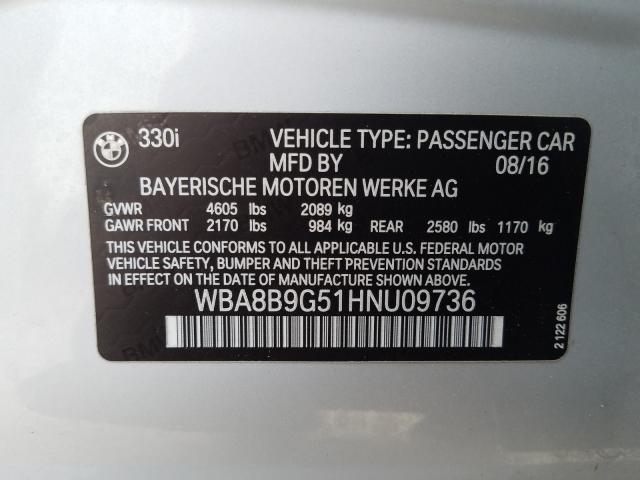 330i VEHICLE TYPE: PASSENGER CAR
MFD BY 08/16
BAYERISCHE MOTOREN WERKE AG
GVWR 4605 lbs 2089 kg
GAWR FRONT 2170 lbs 984 kg REAR 2580 lbs 1170 kg
THIS VEHICLE CONFORMS TO ALL APPLICABLE U.S. FEDERAL MOTOR
VEHICLE SAFETY, BUMPER AND THEFT PREVENTION STANDARDS
IN EFFECT ON THE DATE OF MANUFACTURE SHOWN ABOVE.
WBA8B9G51HNU09736
2 122 606